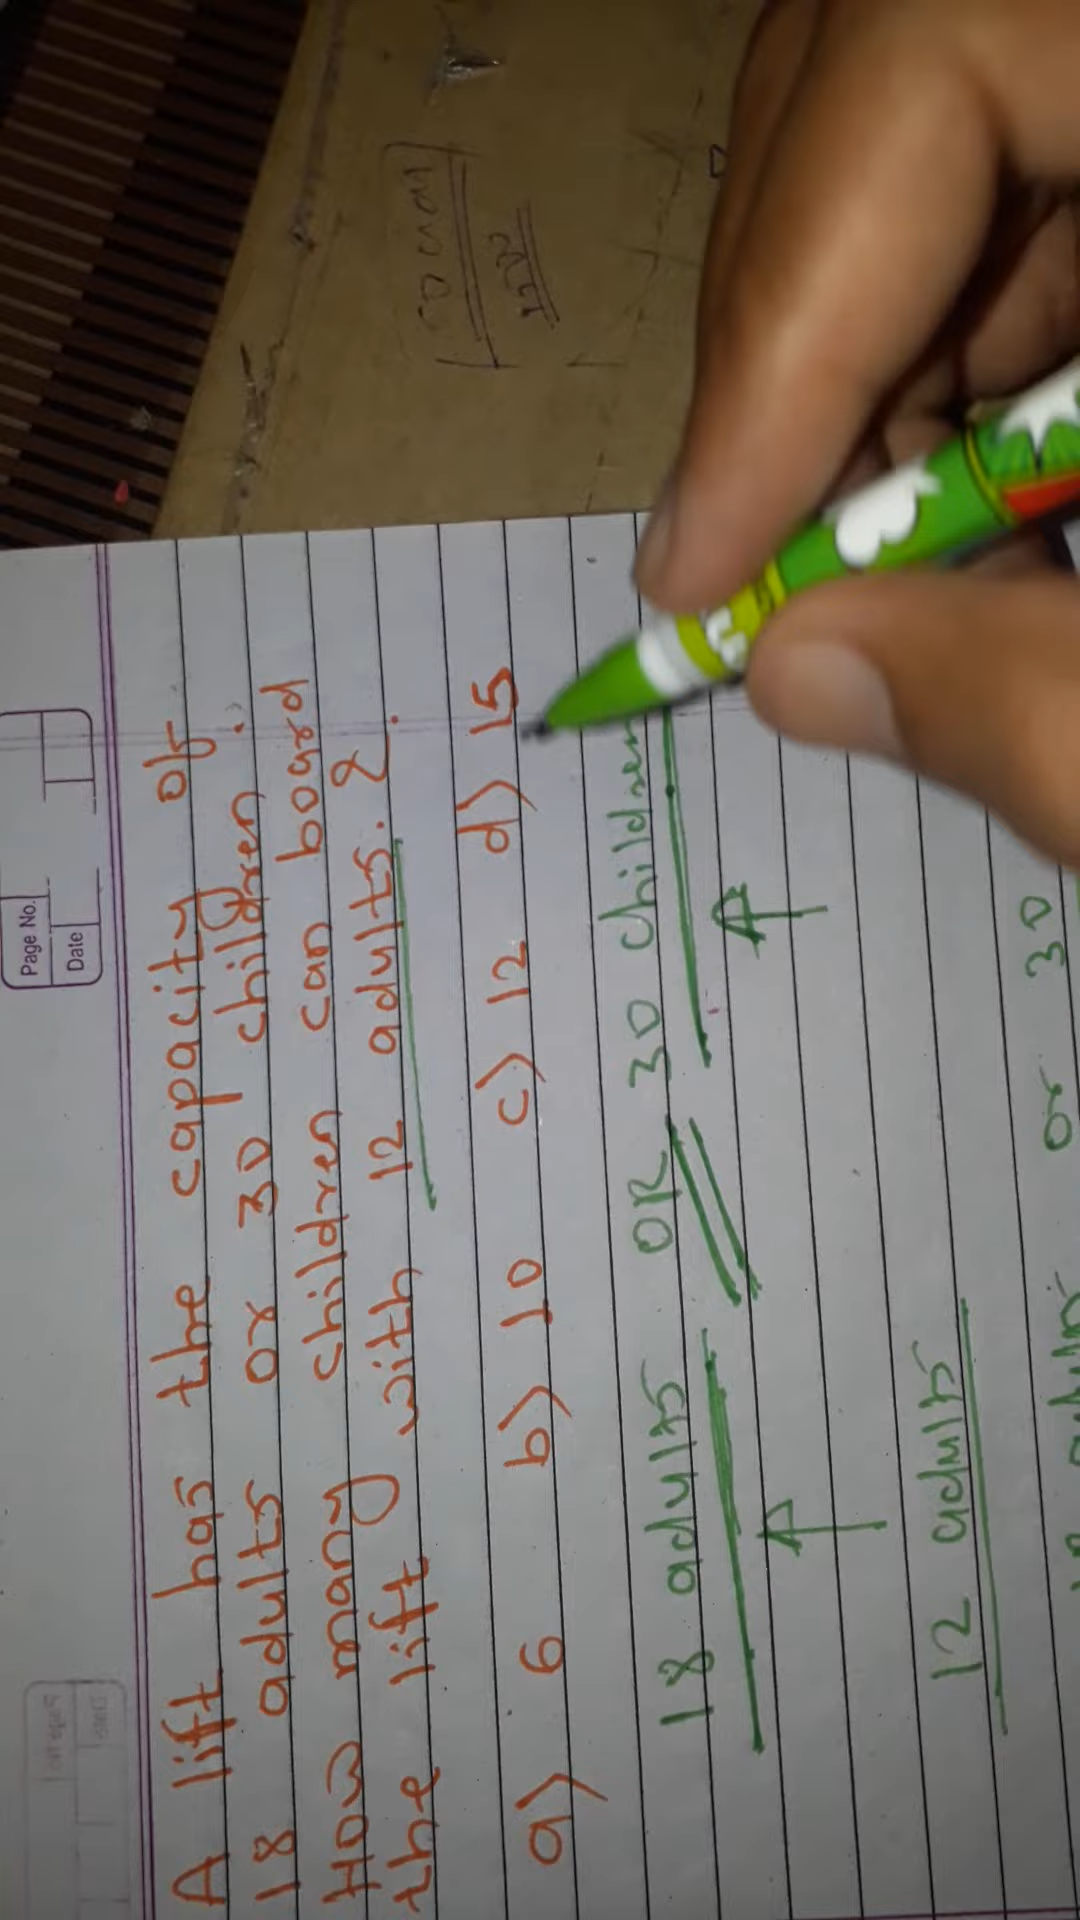 Page No.
Date
A lift has the capacity of
18 adults or 30 children.
How many children can board
the lift with 12 adults. ?
a) 6 b) 10 c) 12 d) 15
18 adults OR 30 children
12 adults
or 30